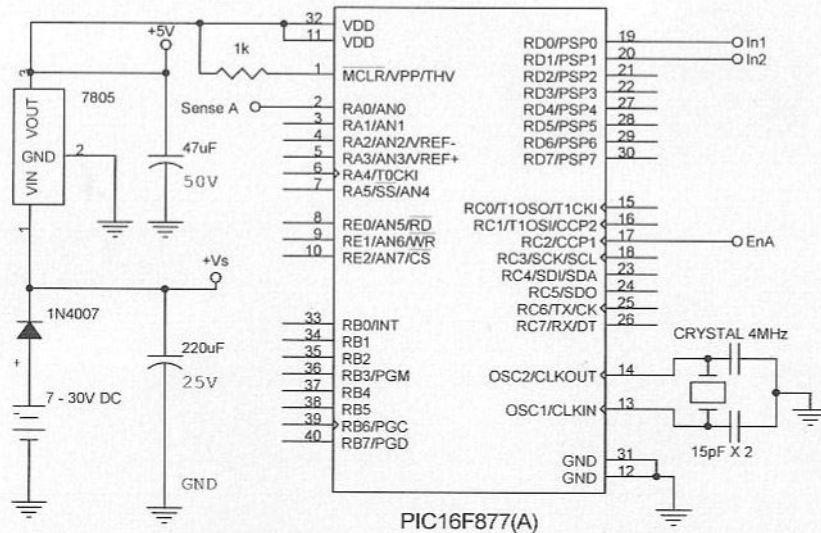 +5V
3
7805
VOUT
GND
VIN
2
1
47uF
50V
+Vs
1N4007
+
220uF
25V
7 - 30V DC
GND
1k
Sense A
32 VDD
11 VDD
1 MCLR/VPP/THV
2 RA0/AN0
3 RA1/AN1
4 RA2/AN2/VREF-
5 RA3/AN3/VREF+
6 RA4/T0CKI
7 RA5/SS/AN4
8 RE0/AN5/RD
9 RE1/AN6/WR
10 RE2/AN7/CS
33 RB0/INT
34 RB1
35 RB2
36 RB3/PGM
37 RB4
38 RB5
39 RB6/PGC
40 RB7/PGD
RD0/PSP0 19 In1
RD1/PSP1 20 In2
RD2/PSP2 21
RD3/PSP3 22
RD4/PSP4 27
RD5/PSP5 28
RD6/PSP6 29
RD7/PSP7 30
RC0/T1OSO/T1CKI 15
RC1/T1OSI/CCP2 16
RC2/CCP1 17 EnA
RC3/SCK/SCL 18
RC4/SDI/SDA 23
RC5/SDO 24
RC6/TX/CK 25
RC7/RX/DT 26
CRYSTAL 4MHz
OSC2/CLKOUT 14
OSC1/CLKIN 13
15pF X 2
GND 31
GND 12
PIC16F877(A)